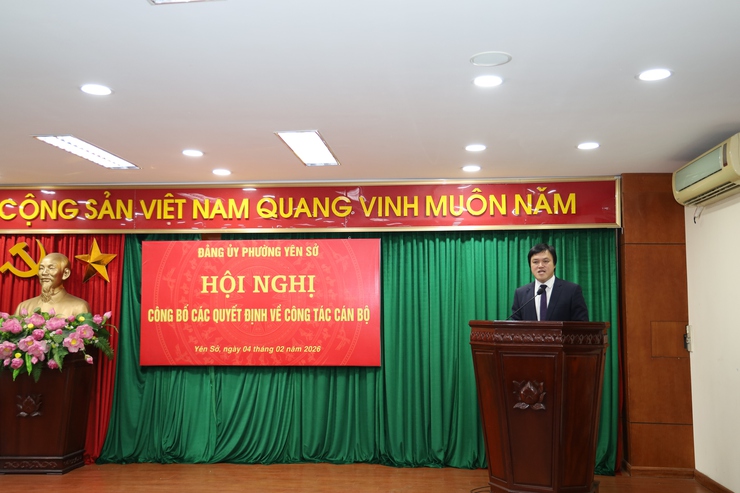 CỘNG SẢN VIỆT NAM QUANG VINH MUÔN NĂM
ĐẢNG ỦY PHƯỜNG YÊN SỞ
HỘI NGHỊ
CÔNG BỐ CÁC QUYẾT ĐỊNH VỀ CÔNG TÁC CÁN BỘ
Yên Sở, ngày 04 tháng 02 năm 2026